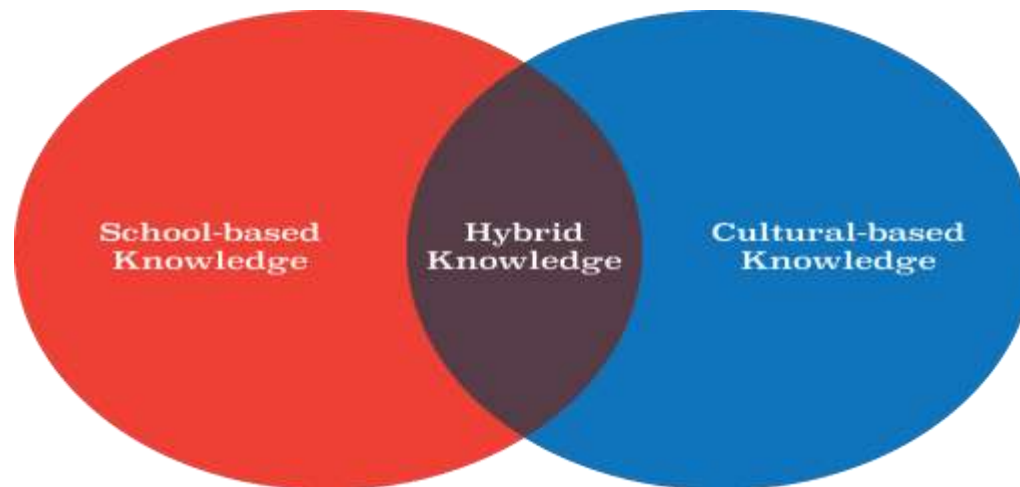 School-based
Knowledge
Hybrid
Knowledge
Cultural-based
Knowledge